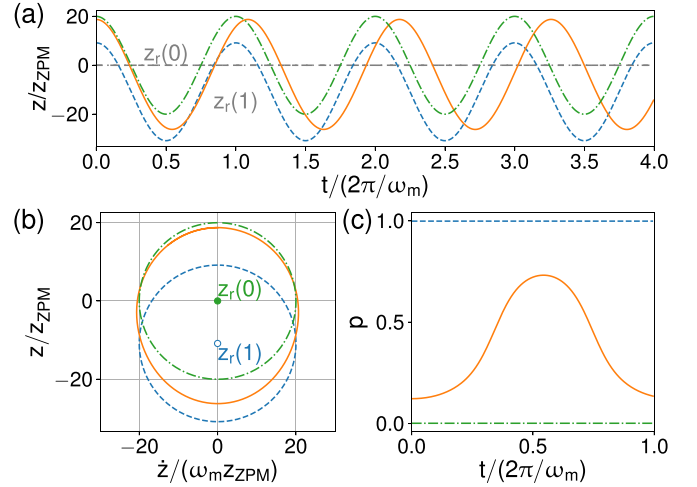 (a)
z/z_ZPM
20
0
−20
z_r(0)
z_r(1)
0.0 0.5 1.0 1.5 2.0 2.5 3.0 3.5 4.0
t/(2π/ω_m)
(b)
z/z_ZPM
20
0
−20
z_r(0)
z_r(1)
−20 0 20
ż/(ω_m z_ZPM)
(c)
p
1.0
0.5
0.0
0.0 0.5 1.0
t/(2π/ω_m)